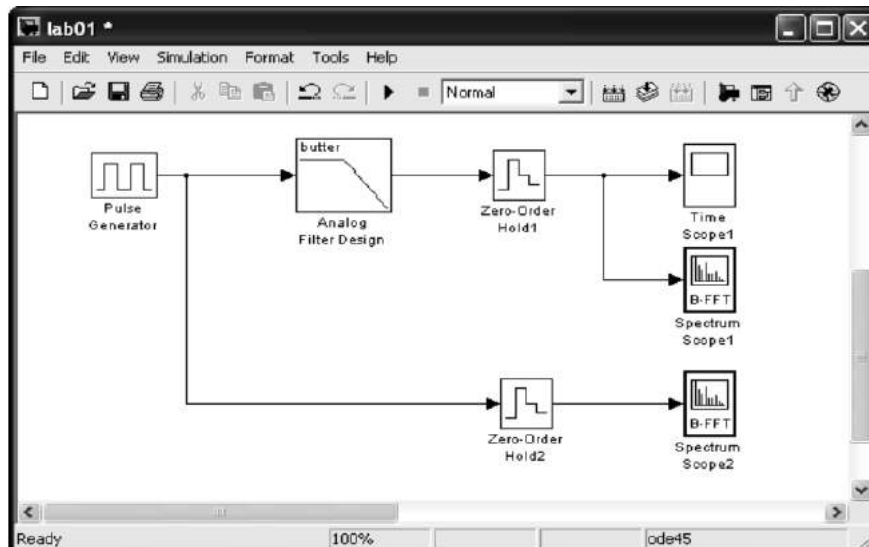 lab01 *
File Edit View Simulation Format Tools Help
Normal
butter
Pulse
Generator
Analog
Filter Design
Zero-Order
Hold1
Time
Scope1
B-FFT
Spectrum
Scope1
Zero-Order
Hold2
B-FFT
Spectrum
Scope2
Ready 100% ode45